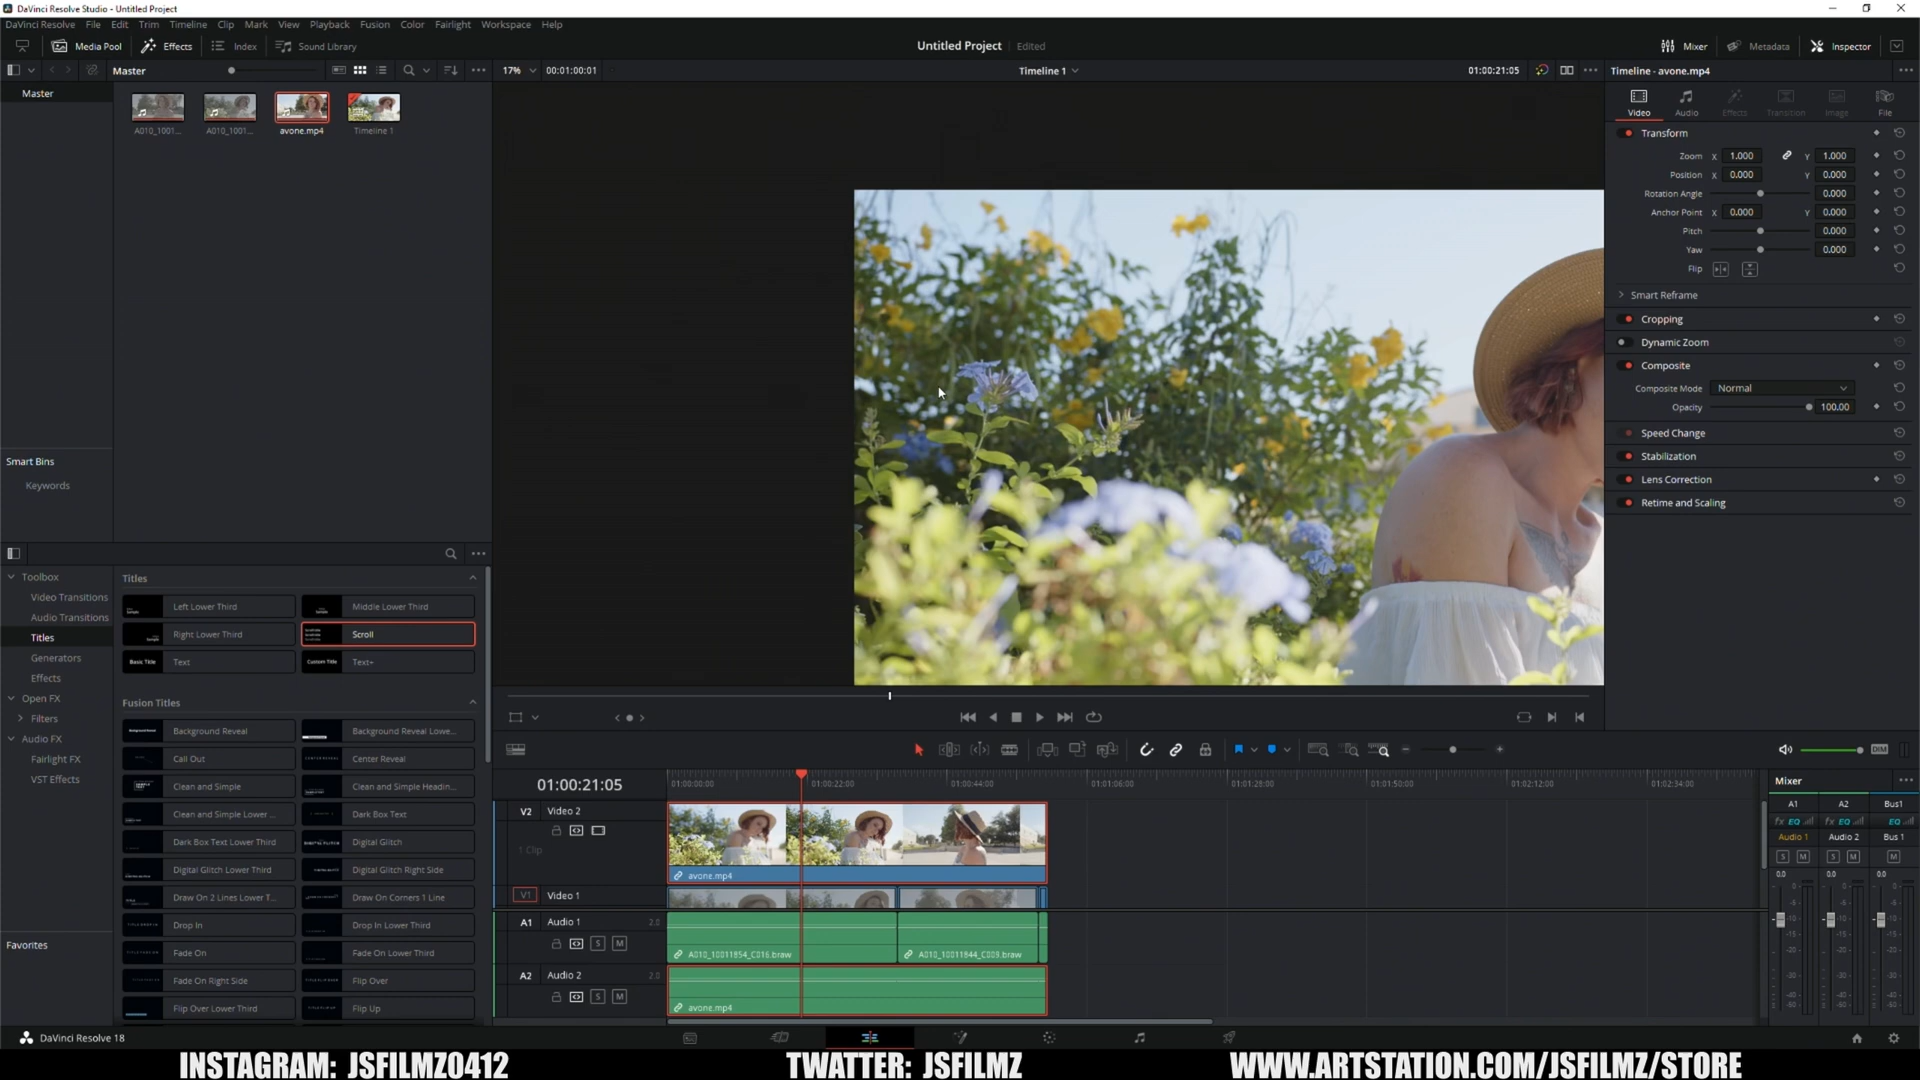 DaVinci Resolve Studio - Untitled Project
DaVinci Resolve File Edit Trim Timeline Clip Mark View Playback Fusion Color Fairlight Workspace Help
Media Pool Effects Index Sound Library Untitled Project Edited Mixer Metadata Inspector
Master 17% 00:01:00:01 Timeline 1 01:00:21:05 Timeline - avone.mp4
Master
A010_1001... A010_1001... avone.mp4 Timeline 1
Video Audio Effects Transition Image File
Transform
Zoom X 1.000 Y 1.000
Position X 0.000 Y 0.000
Rotation Angle 0.000
Anchor Point X 0.000 Y 0.000
Pitch 0.000
Yaw 0.000
Flip
Smart Reframe
Cropping
Dynamic Zoom
Composite
Composite Mode Normal
Opacity 100.00
Speed Change
Stabilization
Lens Correction
Retime and Scaling
Smart Bins
Keywords
Toolbox
Video Transitions
Audio Transitions
Titles
Generators
Effects
Open FX
Filters
Audio FX
Fairlight FX
VST Effects
Favorites
Titles
Left Lower Third Middle Lower Third
Right Lower Third Scroll
Basic Title Text Custom Title Text+
Fusion Titles
Background Reveal Background Reveal Lowe...
Call Out Center Reveal
Clean and Simple Clean and Simple Headin...
Clean and Simple Lower ... Dark Box Text
Dark Box Text Lower Third Digital Glitch
Digital Glitch Lower Third Digital Glitch Right Side
Draw On 2 Lines Lower T... Draw On Corners 1 Line
Drop In Drop In Lower Third
Fade On Fade On Lower Third
Fade On Right Side Flip Over
Flip Over Lower Third Flip Up
DIM
01:00:21:05 01:00:00:00 01:00:22:00 01:00:44:00 01:01:06:00 01:01:28:00 01:01:50:00 01:02:12:00 01:02:34:00
V2 Video 2
1 Clip
avone.mp4
V1 Video 1
A1 Audio 1 2.0
S M
A010_10011854_C016.braw A010_10011844_C009.braw
A2 Audio 2 2.0
S M
avone.mp4
Mixer
A1 A2 Bus1
fx EQ fx EQ EQ
Audio 1 Audio 2 Bus 1
S M S M M
0.0 0.0 0.0
DaVinci Resolve 18
INSTAGRAM: JSFILMZ0412 TWATTER: JSFILMZ WWW.ARTSTATION.COM/JSFILMZ/STORE